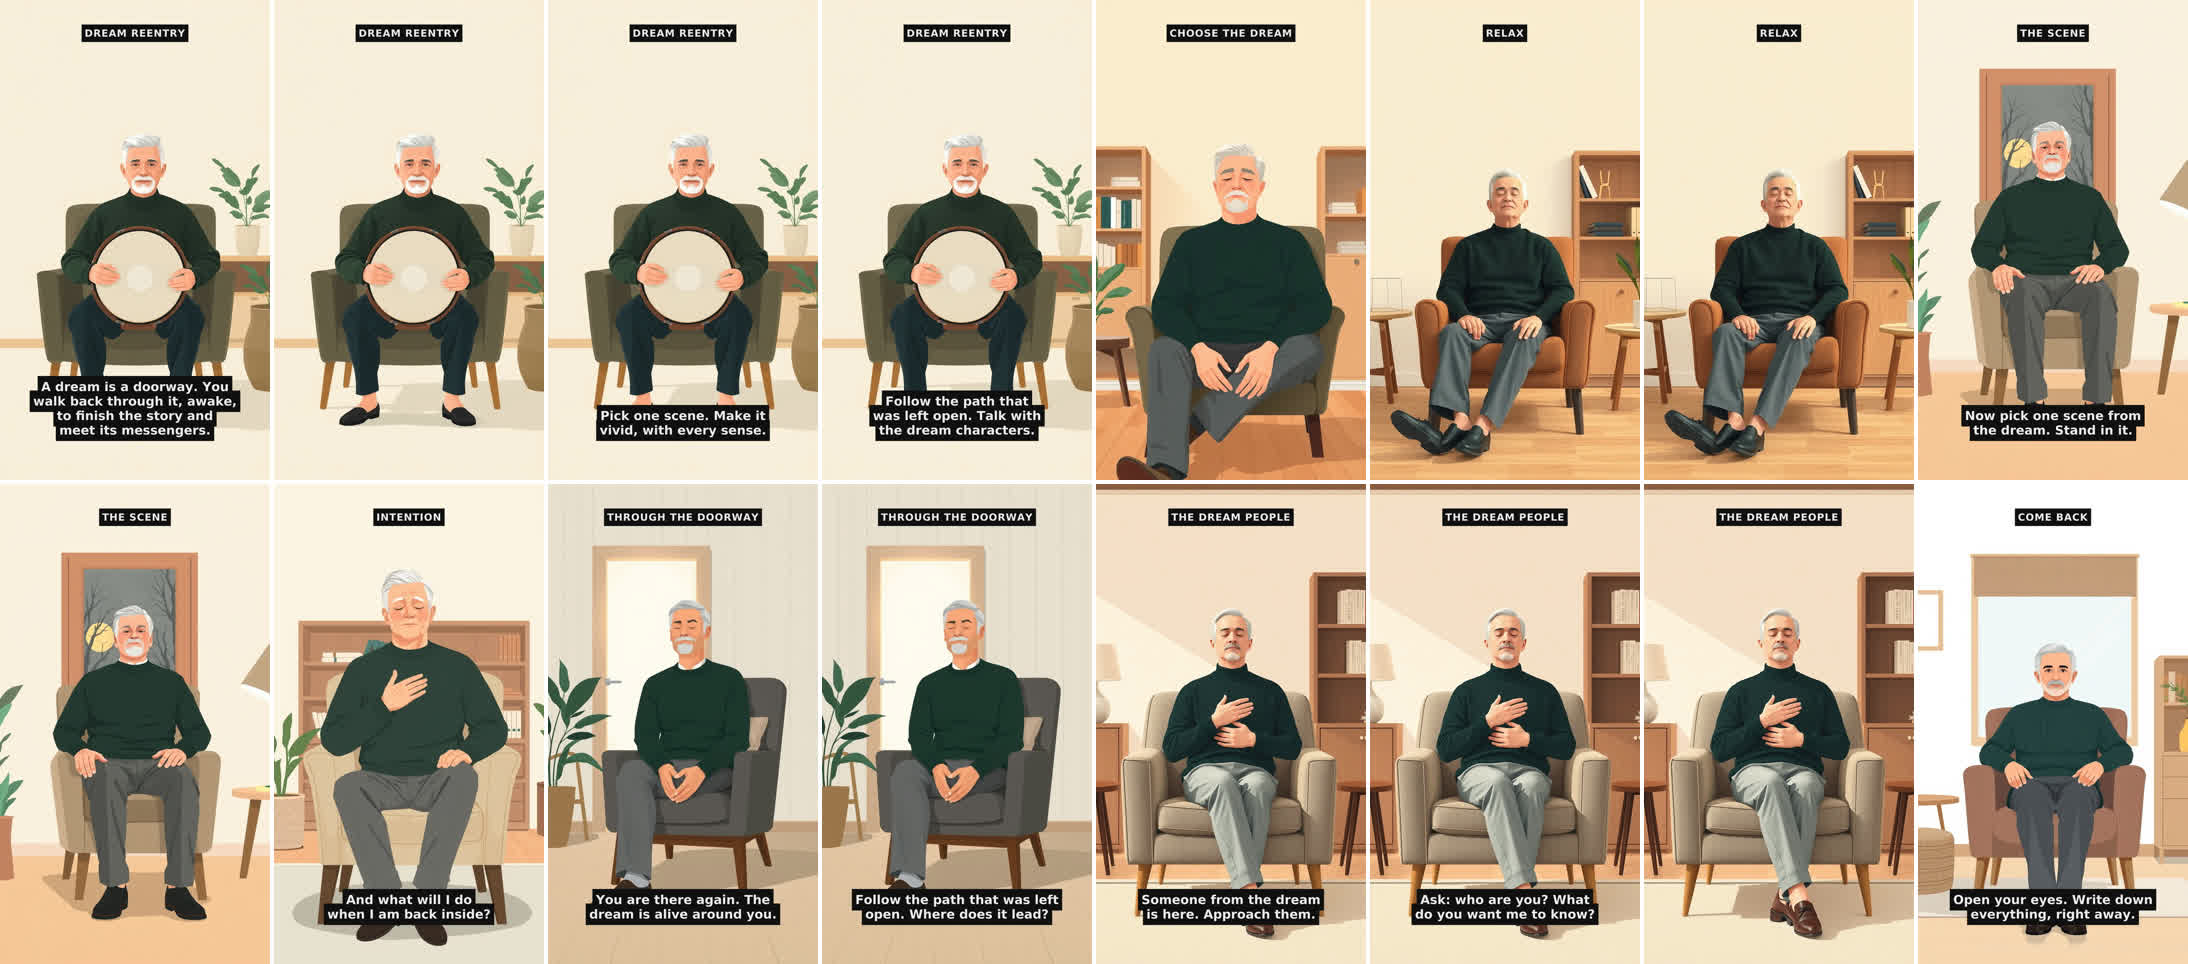 DREAM REENTRY
A dream is a doorway. You
walk back through it, awake,
to finish the story and
meet its messengers.
DREAM REENTRY
DREAM REENTRY
Pick one scene. Make it
vivid, with every sense.
DREAM REENTRY
Follow the path that
was left open. Talk with
the dream characters.
CHOOSE THE DREAM
RELAX
RELAX
THE SCENE
Now pick one scene from
the dream. Stand in it.
THE SCENE
INTENTION
And what will I do
when I am back inside?
THROUGH THE DOORWAY
You are there again. The
dream is alive around you.
THROUGH THE DOORWAY
Follow the path that was left
open. Where does it lead?
THE DREAM PEOPLE
Someone from the dream
is here. Approach them.
THE DREAM PEOPLE
Ask: who are you? What
do you want me to know?
THE DREAM PEOPLE
COME BACK
Open your eyes. Write down
everything, right away.